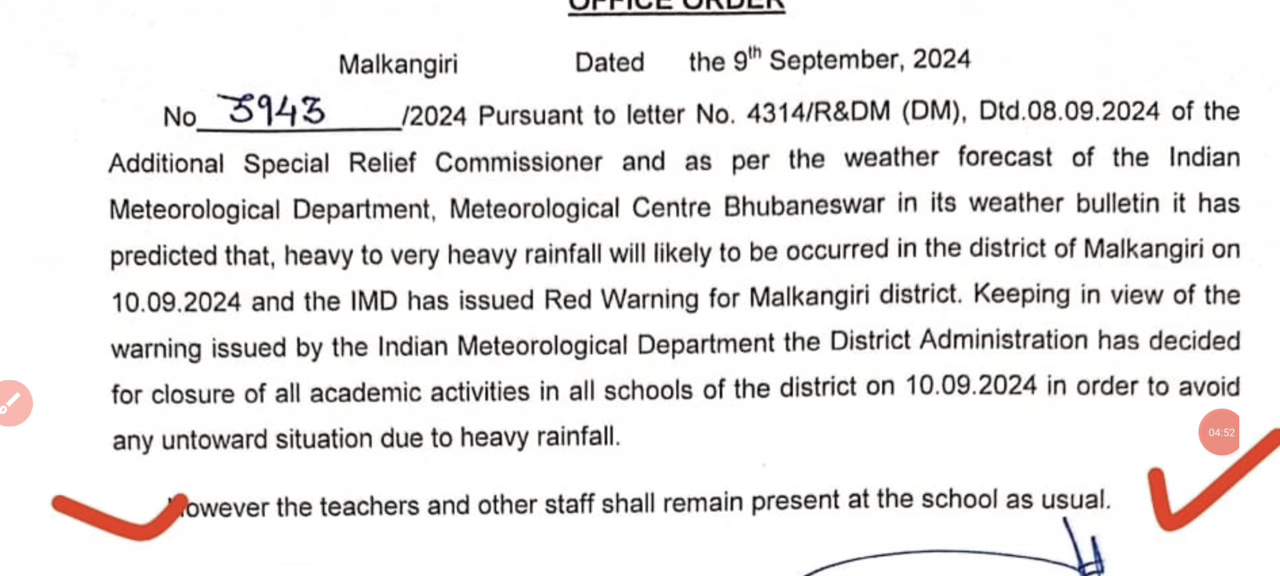 OFFICE ORDER
Malkangiri Dated the 9th September, 2024
No 3943 /2024 Pursuant to letter No. 4314/R&DM (DM), Dtd.08.09.2024 of the
Additional Special Relief Commissioner and as per the weather forecast of the Indian
Meteorological Department, Meteorological Centre Bhubaneswar in its weather bulletin it has
predicted that, heavy to very heavy rainfall will likely to be occurred in the district of Malkangiri on
10.09.2024 and the IMD has issued Red Warning for Malkangiri district. Keeping in view of the
warning issued by the Indian Meteorological Department the District Administration has decided
for closure of all academic activities in all schools of the district on 10.09.2024 in order to avoid
any untoward situation due to heavy rainfall.
04:52
owever the teachers and other staff shall remain present at the school as usual.